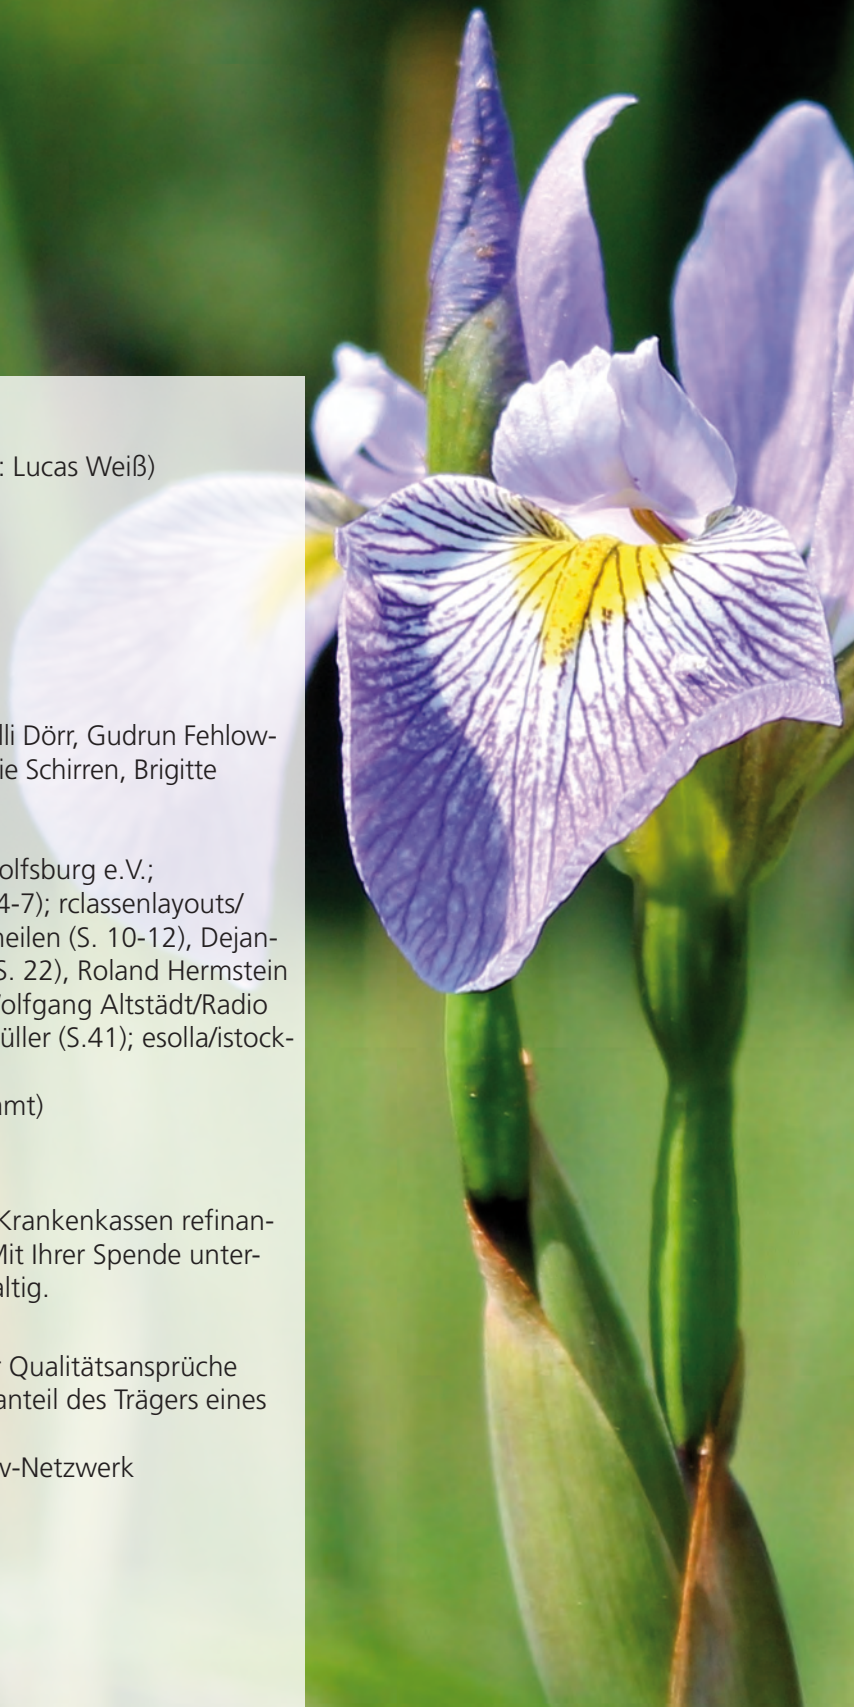 : Lucas Weiß)
lli Dörr, Gudrun Fehlow-
ie Schirren, Brigitte
olfsburg e.V.;
4-7); rclassenlayouts/
neilen (S. 10-12), Dejan-
S. 22), Roland Hermstein
olfgang Altstädt/Radio
üller (S.41); esolla/istock-
mt)
Krankenkassen refinan-
Mit Ihrer Spende unter-
altig.
Qualitätsansprüche
anteil des Trägers eines
v-Netzwerk